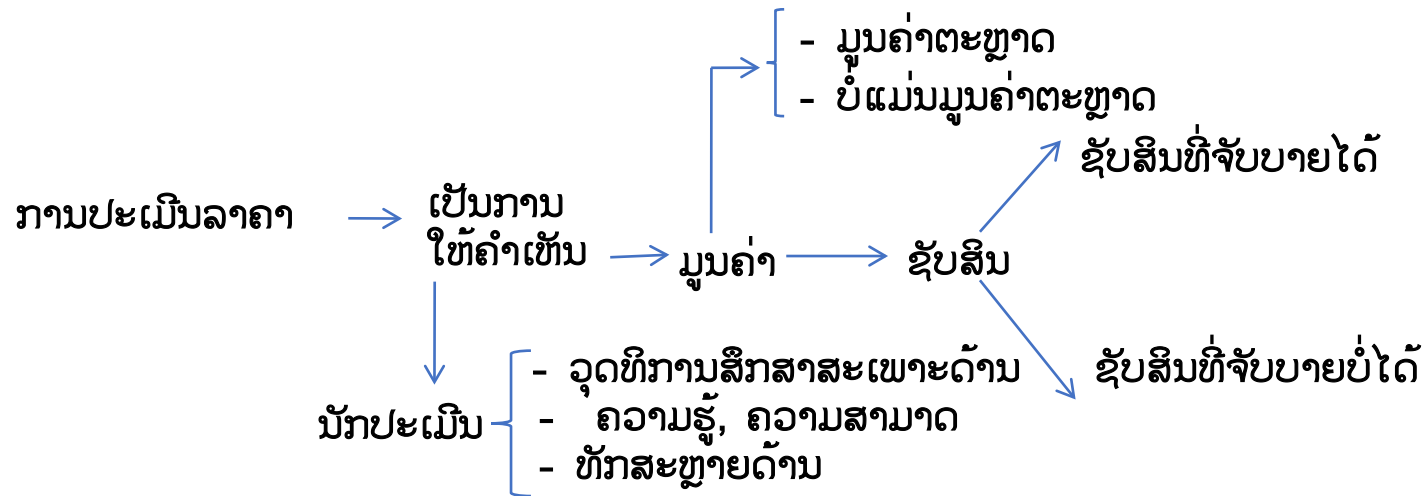 - ມູນຄ່າຕະຫຼາດ
- ບໍ່ແມ່ນມູນຄ່າຕະຫຼາດ
ຊັບສິນທີ່ຈັບບາຍໄດ້
ການປະເມີນລາຄາ
ເປັນການ
ໃຫ້ຄໍາເຫັນ
ມູນຄ່າ
ຊັບສິນ
ຊັບສິນທີ່ຈັບບາຍບໍ່ໄດ້
ນັກປະເມີນ
- ວຸດທິການສຶກສາສະເພາະດ້ານ
- ຄວາມຮູ້, ຄວາມສາມາດ
- ທັກສະຫຼາຍດ້ານ